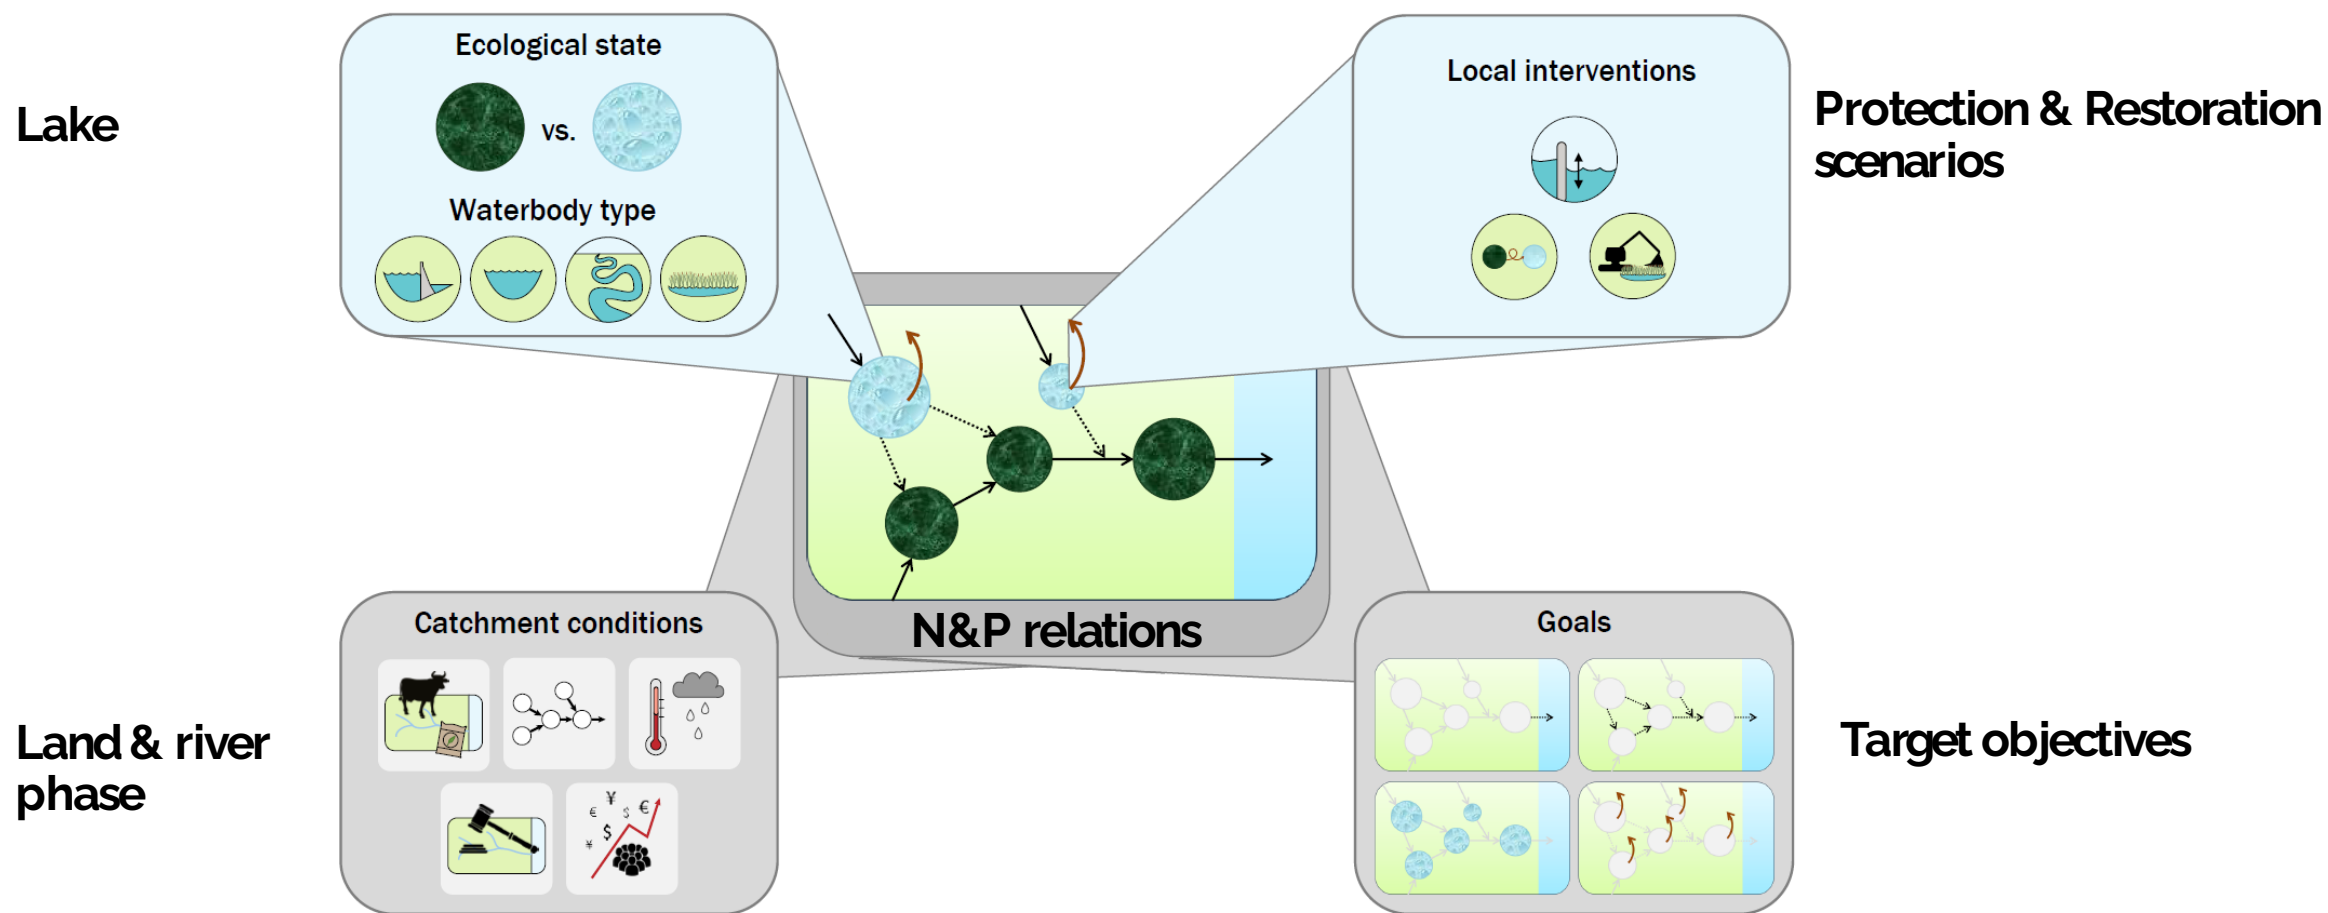 Ecological state
Lake
vs.
Waterbody type
Local interventions
Protection & Restoration
scenarios
N&P relations
Catchment conditions
Land & river
phase
¥
€
$
€
$
¥
Goals
Target objectives